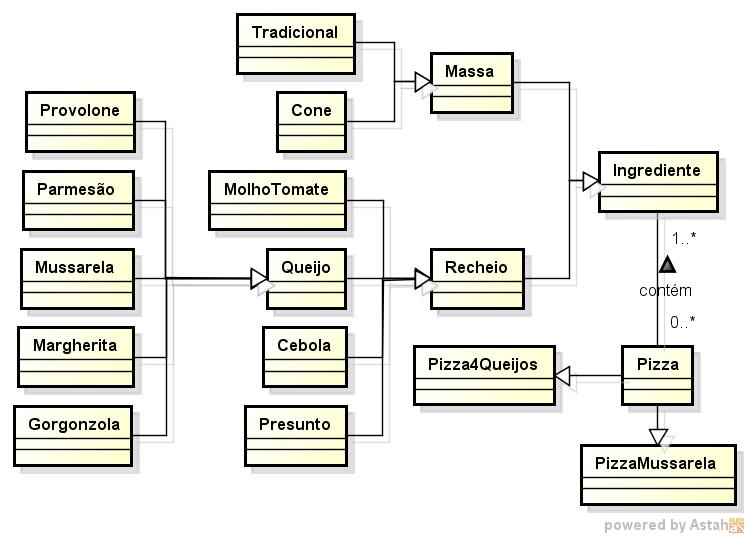 Tradicional
Massa
Provolone
Cone
Ingrediente
Parmesão
MolhoTomate
1..*
Mussarela
Queijo
Recheio
contém
0..*
Margherita
Cebola
Pizza4Queijos
Pizza
Gorgonzola
Presunto
PizzaMussarela
powered by Astah